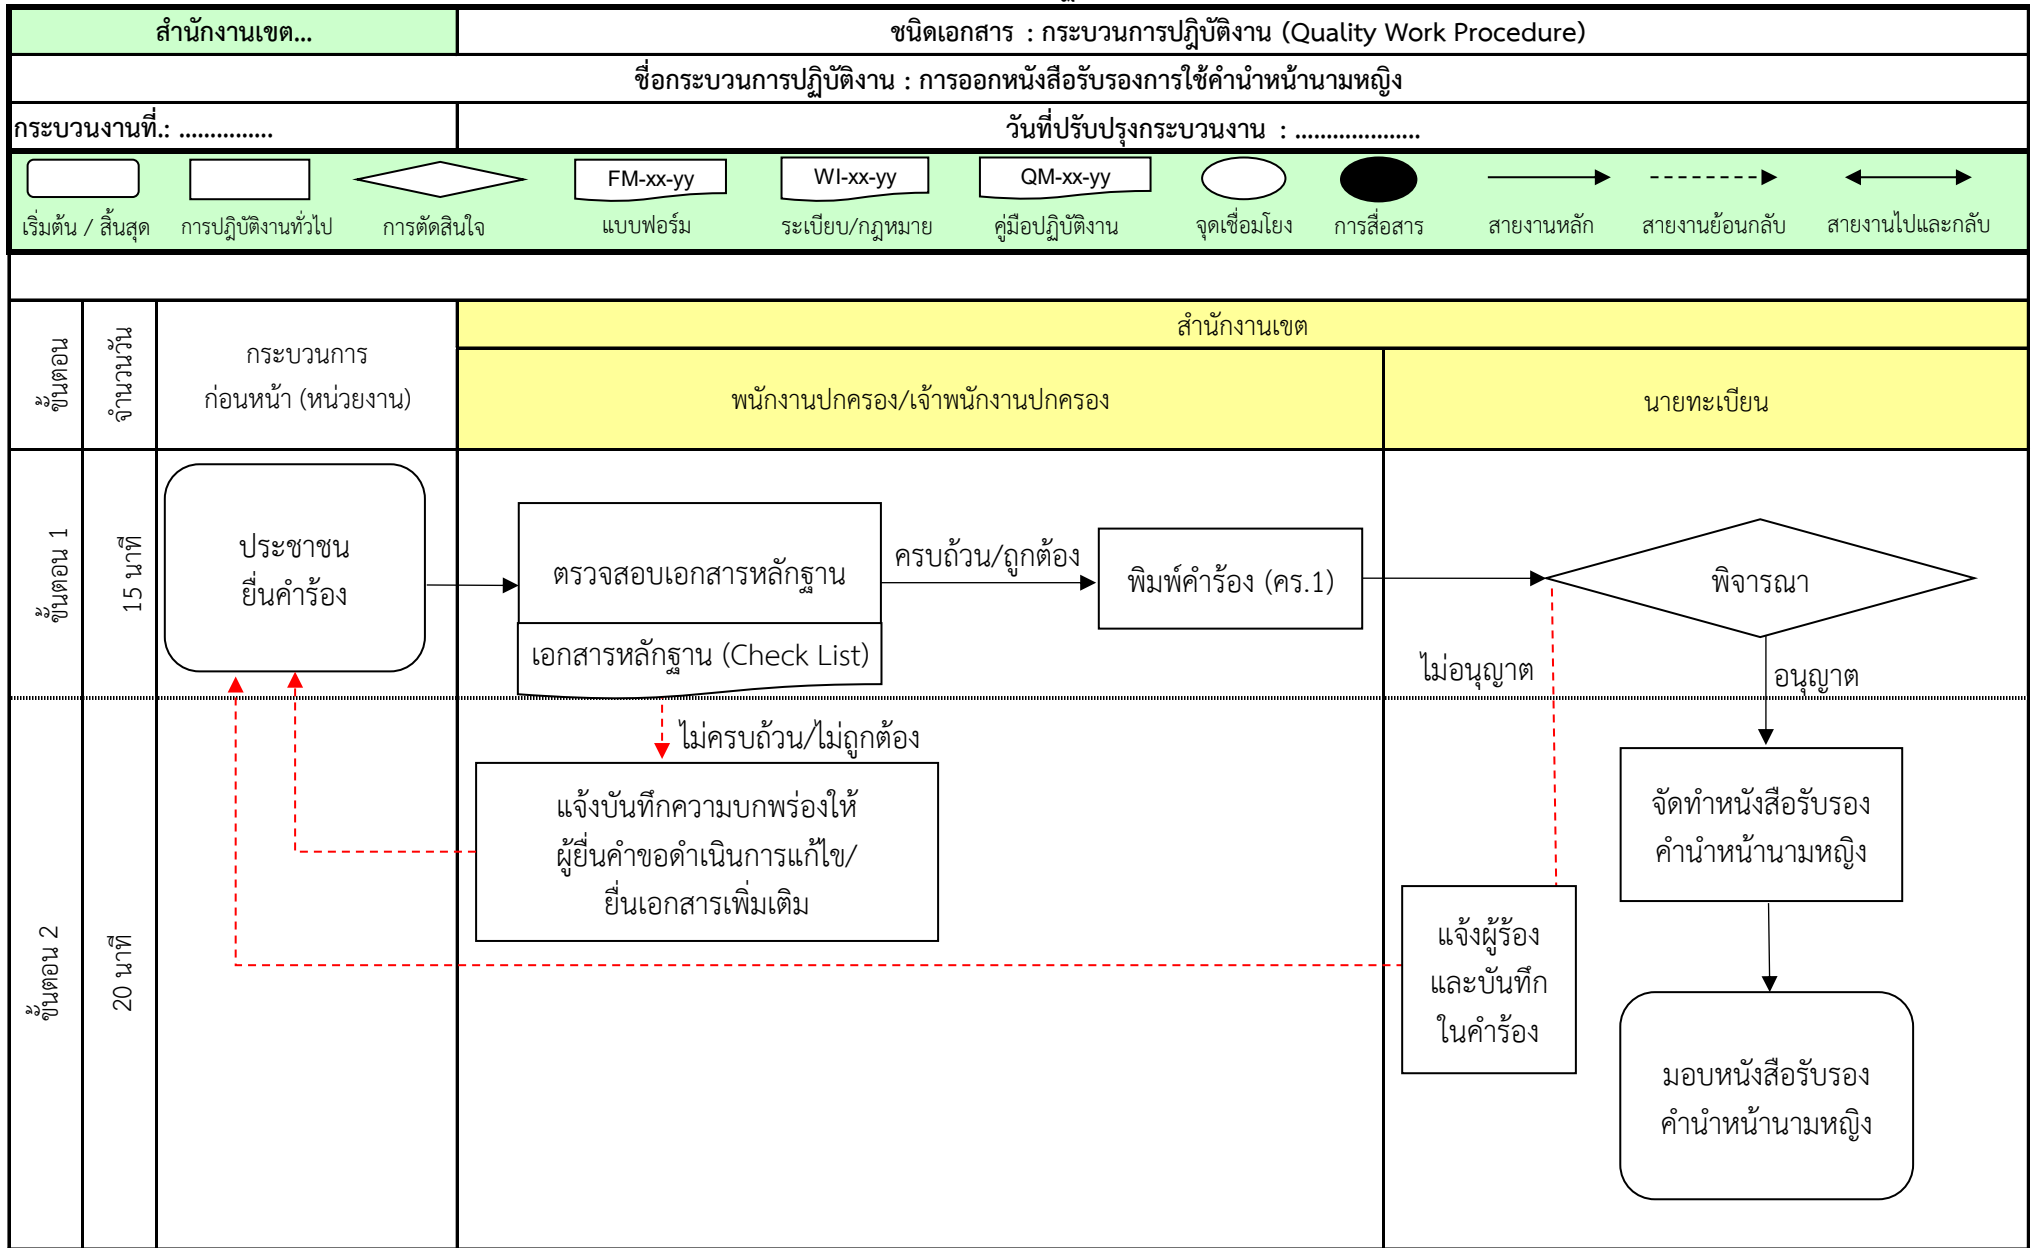 สำนักงานเขต...
ชนิดเอกสาร : กระบวนการปฏิบัติงาน (Quality Work Procedure)
ชื่อกระบวนการปฏิบัติงาน : การออกหนังสือรับรองการใช้คำนำหน้านามหญิง
กระบวนงานที่.: ...............
วันที่ปรับปรุงกระบวนงาน : ....................
FM-xx-yy
WI-xx-yy
QM-xx-yy
เริ่มต้น / สิ้นสุด
การปฏิบัติงานทั่วไป
การตัดสินใจ
แบบฟอร์ม
ระเบียบ/กฎหมาย
คู่มือปฏิบัติงาน
จุดเชื่อมโยง
การสื่อสาร
สายงานหลัก
สายงานย้อนกลับ
สายงานไปและกลับ
ขั้นตอน
จำนวนวัน
กระบวนการ
ก่อนหน้า (หน่วยงาน)
สำนักงานเขต
พนักงานปกครอง/เจ้าพนักงานปกครอง
นายทะเบียน
ขั้นตอน 1
15 นาที
ประชาชน
ยื่นคำร้อง
ตรวจสอบเอกสารหลักฐาน
เอกสารหลักฐาน (Check List)
ครบถ้วน/ถูกต้อง
พิมพ์คำร้อง (คร.1)
พิจารณา
ไม่อนุญาต
อนุญาต
ขั้นตอน 2
20 นาที
ไม่ครบถ้วน/ไม่ถูกต้อง
แจ้งบันทึกความบกพร่องให้
ผู้ยื่นคำขอดำเนินการแก้ไข/
ยื่นเอกสารเพิ่มเติม
จัดทำหนังสือรับรอง
คำนำหน้านามหญิง
แจ้งผู้ร้อง
และบันทึก
ในคำร้อง
มอบหนังสือรับรอง
คำนำหน้านามหญิง